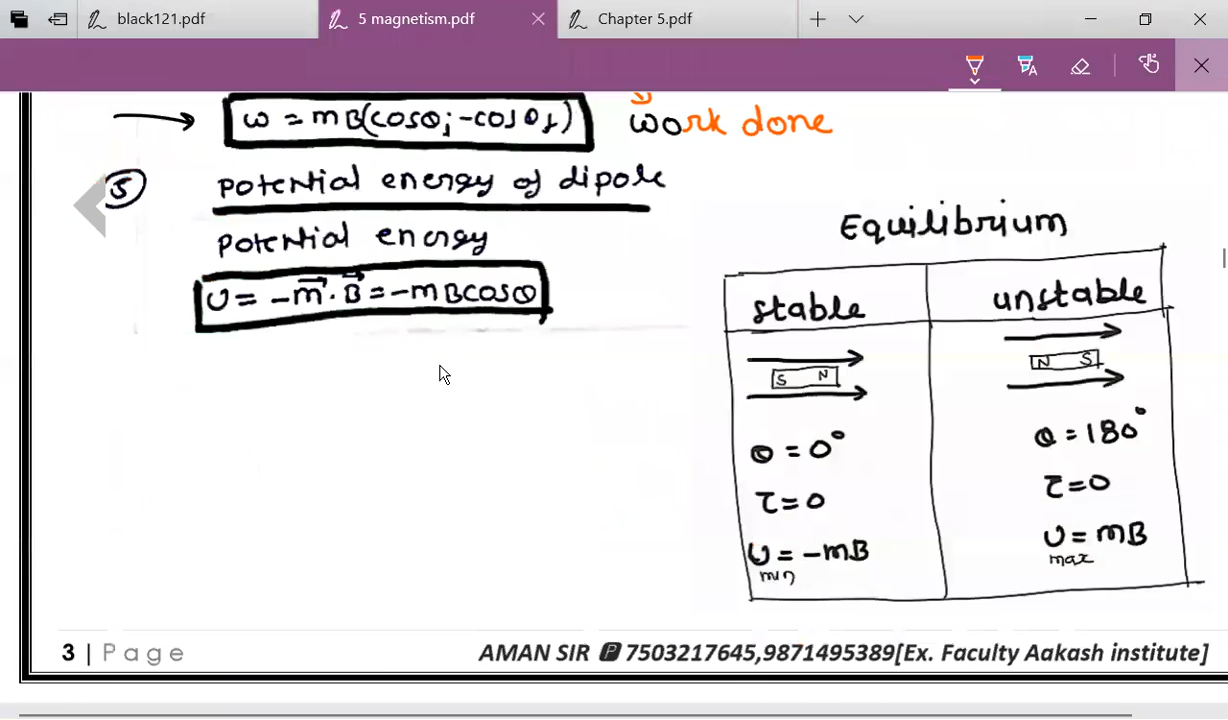 black121.pdf
5 magnetism.pdf
Chapter 5.pdf
W = mB(cosθi - cosθf)
work done
5
potential energy of dipole
potential energy
U = -m⃗ . B⃗ = -mBcosθ
Equilibrium
stable
unstable
S N
N S
θ = 0°
θ = 180°
τ = 0
τ = 0
U = -mB
min
U = mB
max
3 | Page
AMAN SIR P 7503217645,9871495389[Ex. Faculty Aakash institute]